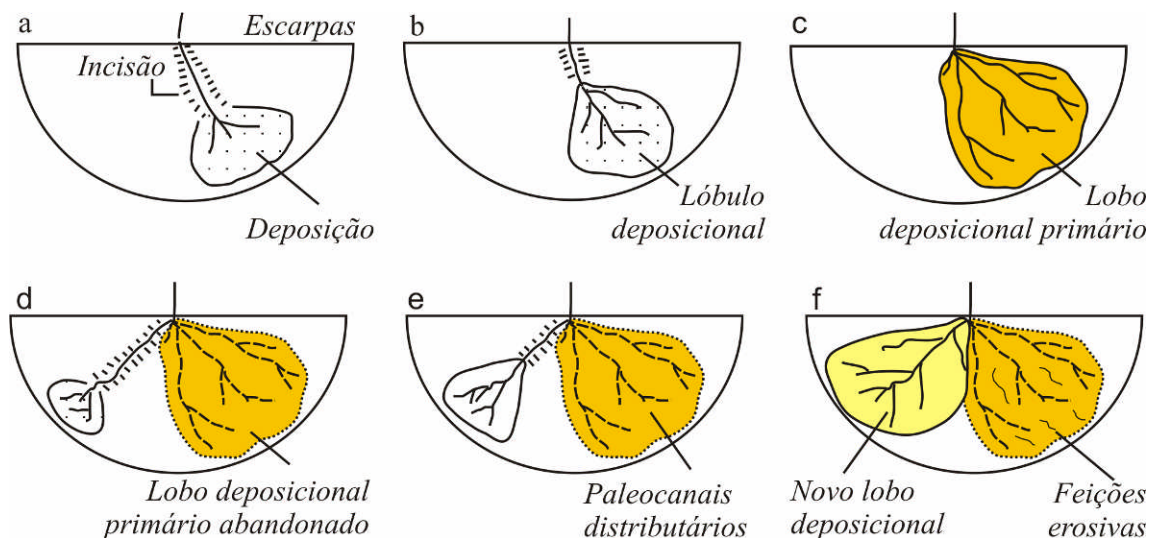 a
Escarpas
Incisão
Deposição
b
Lóbulo
deposicional
c
Lobo
deposicional primário
d
Lobo deposicional
primário abandonado
e
Paleocanais
distributários
f
Novo lobo
deposicional
Feições
erosivas